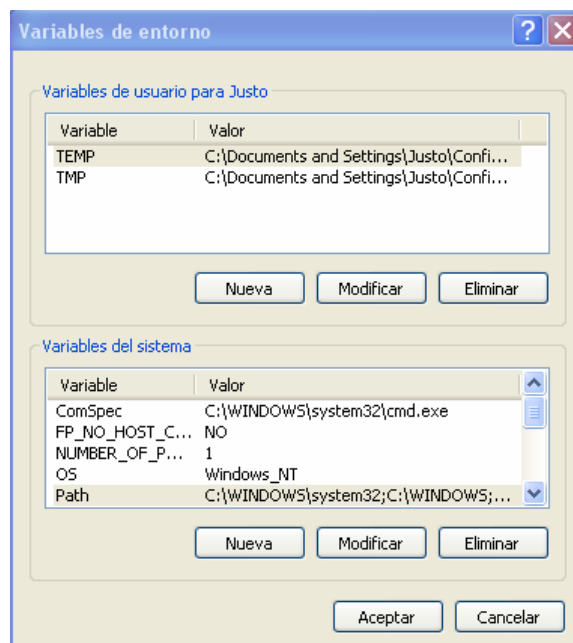 Variables de entorno
Variables de usuario para Justo
Variable Valor
TEMP C:\Documents and Settings\Justo\Confi...
TMP C:\Documents and Settings\Justo\Confi...
Nueva Modificar Eliminar
Variables del sistema
Variable Valor
ComSpec C:\WINDOWS\system32\cmd.exe
FP_NO_HOST_C... NO
NUMBER_OF_P... 1
OS Windows_NT
Path C:\WINDOWS\system32;C:\WINDOWS;...
Nueva Modificar Eliminar
Aceptar Cancelar